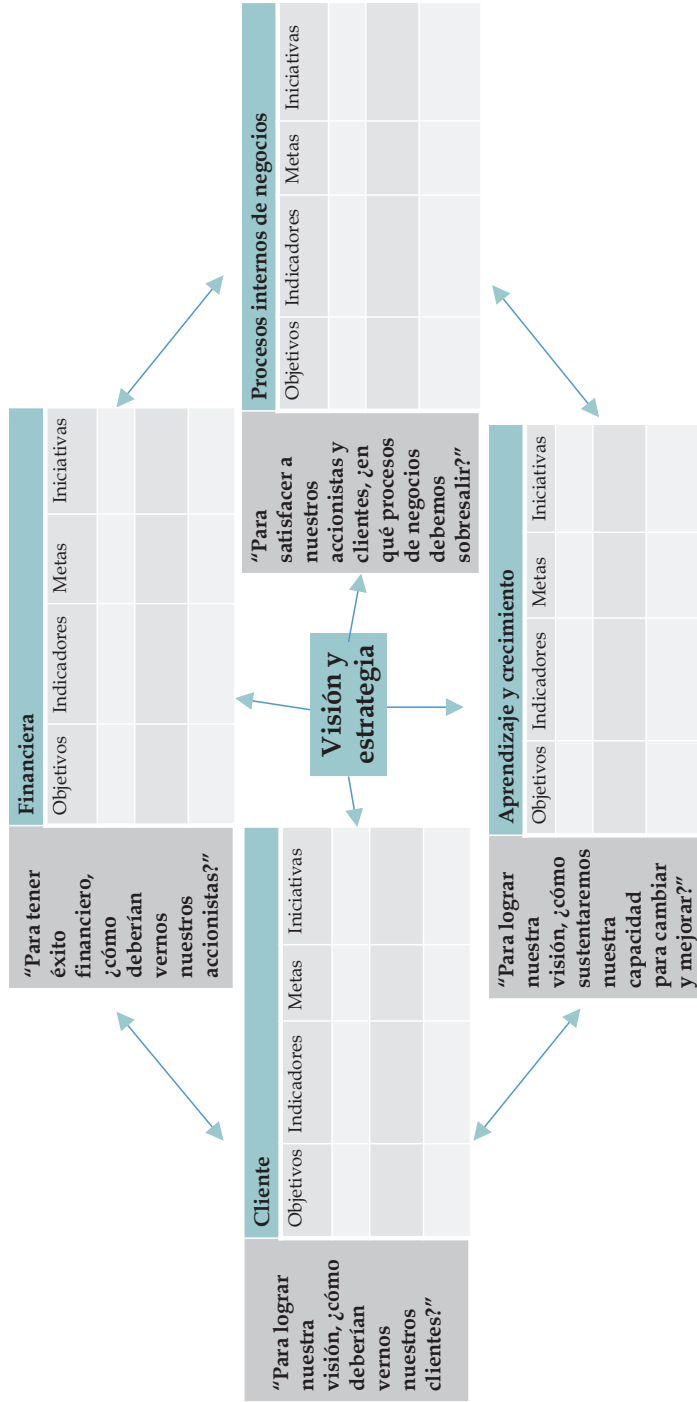 “Para tener
éxito
financiero,
¿cómo
deberían
vernos
nuestros
accionistas?”
Financiera
Objetivos Indicadores Metas Iniciativas
“Para lograr
nuestra
visión, ¿cómo
deberían
vernos
nuestros
clientes?”
Cliente
Objetivos Indicadores Metas Iniciativas
Visión y
estrategia
“Para
satisfacer a
nuestros
accionistas y
clientes, ¿en
qué procesos
de negocios
debemos
sobresalir?”
Procesos internos de negocios
Objetivos Indicadores Metas Iniciativas
“Para lograr
nuestra
visión, ¿cómo
sustentaremos
nuestra
capacidad
para cambiar
y mejorar?”
Aprendizaje y crecimiento
Objetivos Indicadores Metas Iniciativas